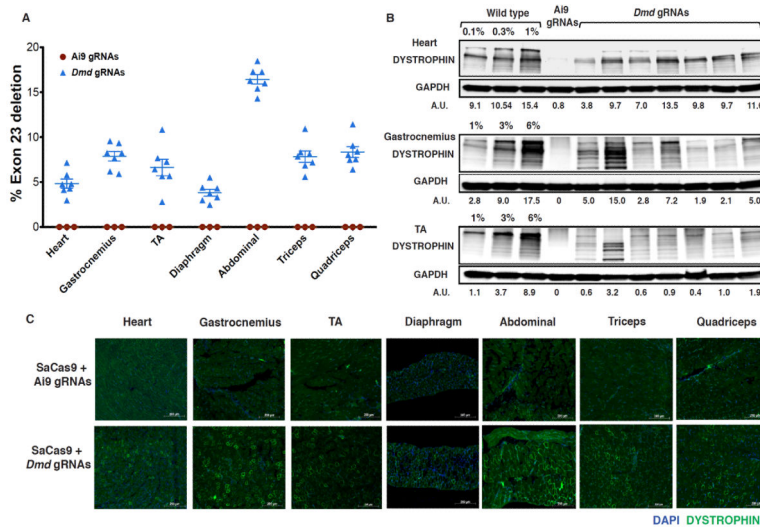 A
% Exon 23 deletion
20
15
10
5
0
Ai9 gRNAs
Dmd gRNAs
Heart
Gastrocnemius
TA
Diaphragm
Abdominal
Triceps
Quadriceps
B
Wild type
Ai9 gRNAs
Dmd gRNAs
0.1% 0.3% 1%
Heart
DYSTROPHIN
GAPDH
A.U. 9.1 10.54 15.4 0.8 3.8 9.7 7.0 13.5 9.8 9.7
1% 3% 6%
Gastrocnemius
DYSTROPHIN
GAPDH
A.U. 2.8 9.0 17.5 0 5.0 15.0 2.8 7.2 1.9 2.1 5.0
1% 3% 6%
TA
DYSTROPHIN
GAPDH
A.U. 1.1 3.7 8.9 0 0.6 3.2 0.6 0.9 0.4 1.0 1.9
C
Heart Gastrocnemius TA Diaphragm Abdominal Triceps Quadriceps
SaCas9 +
Ai9 gRNAs
SaCas9 +
Dmd gRNAs
DAPI DYSTROPHIN